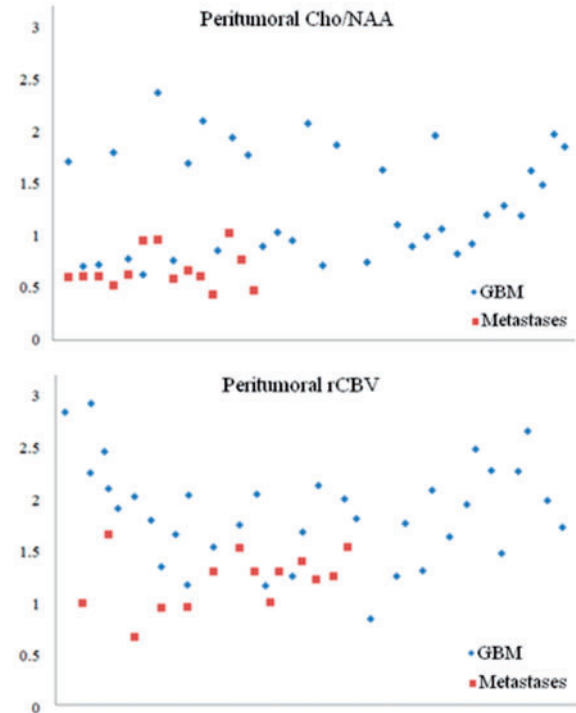 Peritumoral Cho/NAA
3
2.5
2
1.5
1
0.5
0
GBM
Metastases
Peritumoral rCBV
3
2.5
2
1.5
1
0.5
0
GBM
Metastases